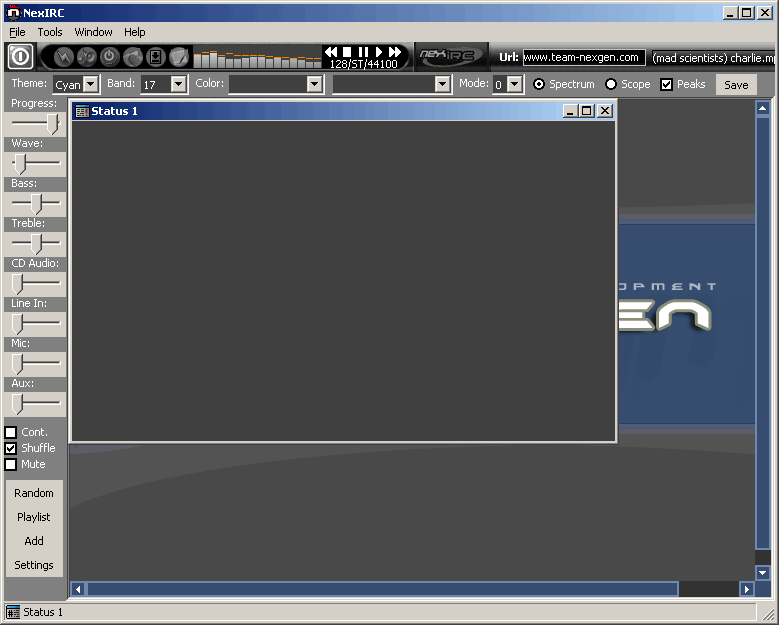 NexIRC
File Tools Window Help
128/ST/44100
nexIRC
Url: www.team-nexgen.com (mad scientists) charlie.mp
Theme: Cyan Band: 17 Color: Mode: 0 Spectrum Scope Peaks Save
Progress:
Status 1
Wave:
Bass:
Treble:
CD Audio:
OPMENT
Line In:
EN
Mic:
Aux:
Cont.
Shuffle
Mute
Random
Playlist
Add
Settings
Status 1